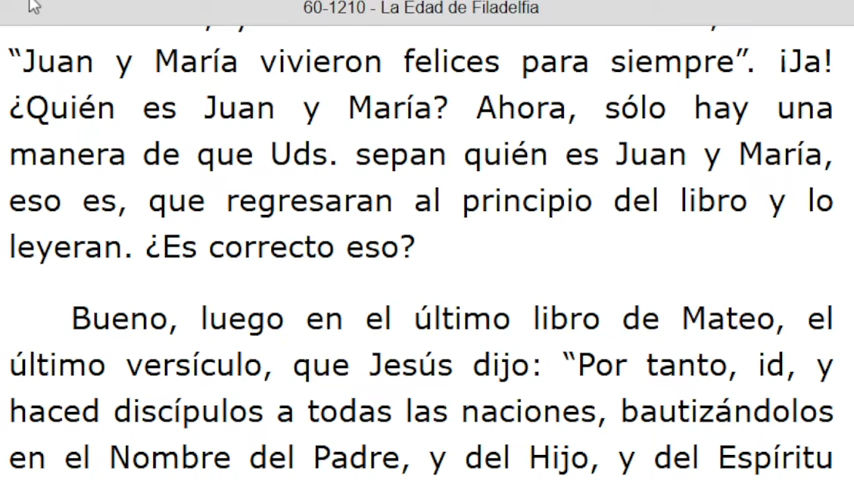 60-1210 - La Edad de Filadelfia
“Juan y María vivieron felices para siempre”. ¡Ja!
¿Quién es Juan y María? Ahora, sólo hay una
manera de que Uds. sepan quién es Juan y María,
eso es, que regresaran al principio del libro y lo
leyeran. ¿Es correcto eso?
Bueno, luego en el último libro de Mateo, el
último versículo, que Jesús dijo: “Por tanto, id, y
haced discípulos a todas las naciones, bautizándolos
en el Nombre del Padre, y del Hijo, y del Espíritu